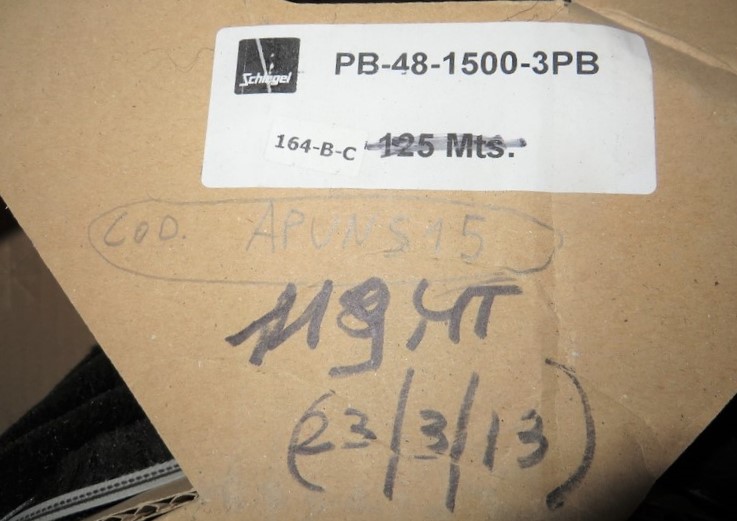 Schlegel
PB-48-1500-3PB
164-B-C 125 Mts.
COD. APUNS15
119 MT
(23/3/13)